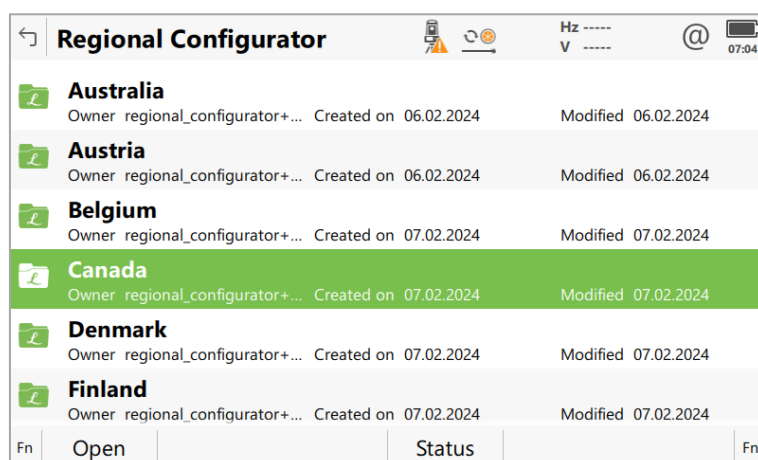 Regional Configurator Hz ----- @
V ----- 07:04
Australia
Owner regional_configurator+... Created on 06.02.2024 Modified 06.02.2024
Austria
Owner regional_configurator+... Created on 06.02.2024 Modified 06.02.2024
Belgium
Owner regional_configurator+... Created on 07.02.2024 Modified 07.02.2024
Canada
Owner regional_configurator+... Created on 07.02.2024 Modified 07.02.2024
Denmark
Owner regional_configurator+... Created on 07.02.2024 Modified 07.02.2024
Finland
Owner regional_configurator+... Created on 07.02.2024 Modified 07.02.2024
Fn Open Status Fn